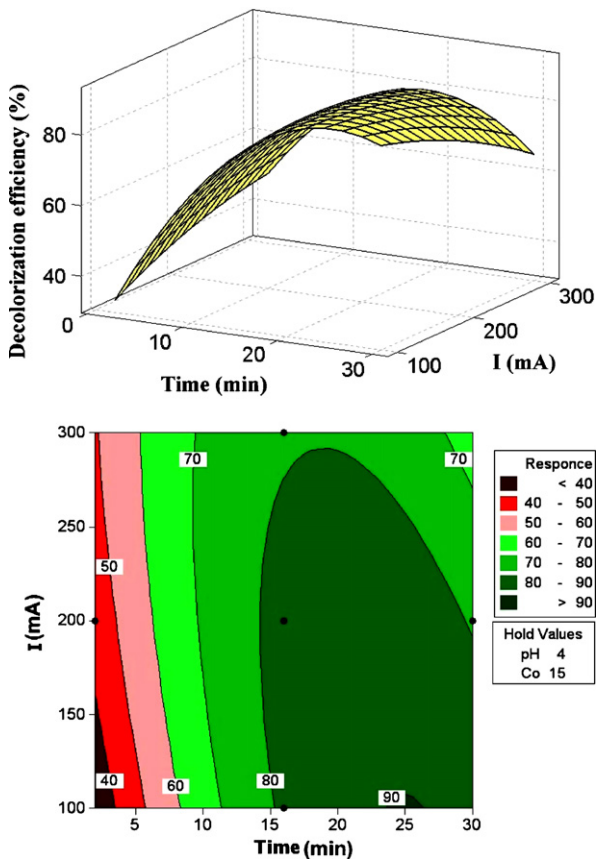 Decolorization efficiency (%)
80
60
40
0
10
20
30
Time (min)
100
200
300
I (mA)
300
250
200
150
100
I (mA)
70
70
50
40
60
80
90
5
10
15
20
25
30
Time (min)
Responce
< 40
40 - 50
50 - 60
60 - 70
70 - 80
80 - 90
> 90
Hold Values
pH 4
Co 15